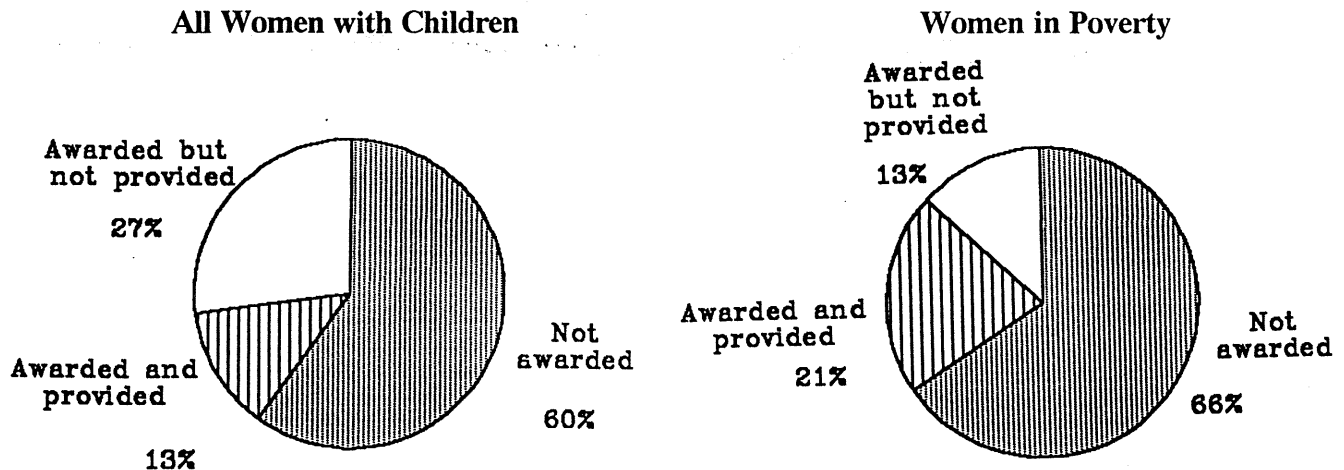 All Women with Children
Awarded but
not provided
27%
Awarded and
provided
13%
Not
awarded
60%
Women in Poverty
Awarded
but not
provided
13%
Awarded and
provided
21%
Not
awarded
66%